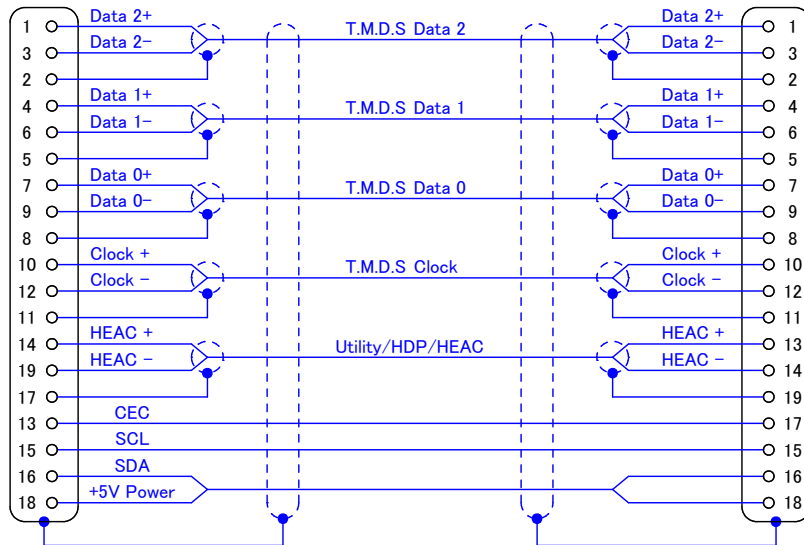 1 Data 2+ T.M.D.S Data 2 Data 2+ 1
3 Data 2- Data 2- 3
2 2
4 Data 1+ T.M.D.S Data 1 Data 1+ 4
6 Data 1- Data 1- 6
5 5
7 Data 0+ T.M.D.S Data 0 Data 0+ 7
9 Data 0- Data 0- 9
8 8
10 Clock + T.M.D.S Clock Clock + 10
12 Clock - Clock - 12
11 11
14 HEAC + Utility/HDP/HEAC HEAC + 13
19 HEAC - HEAC - 14
17 19
13 CEC 17
15 SCL 15
16 SDA 16
18 +5V Power 18